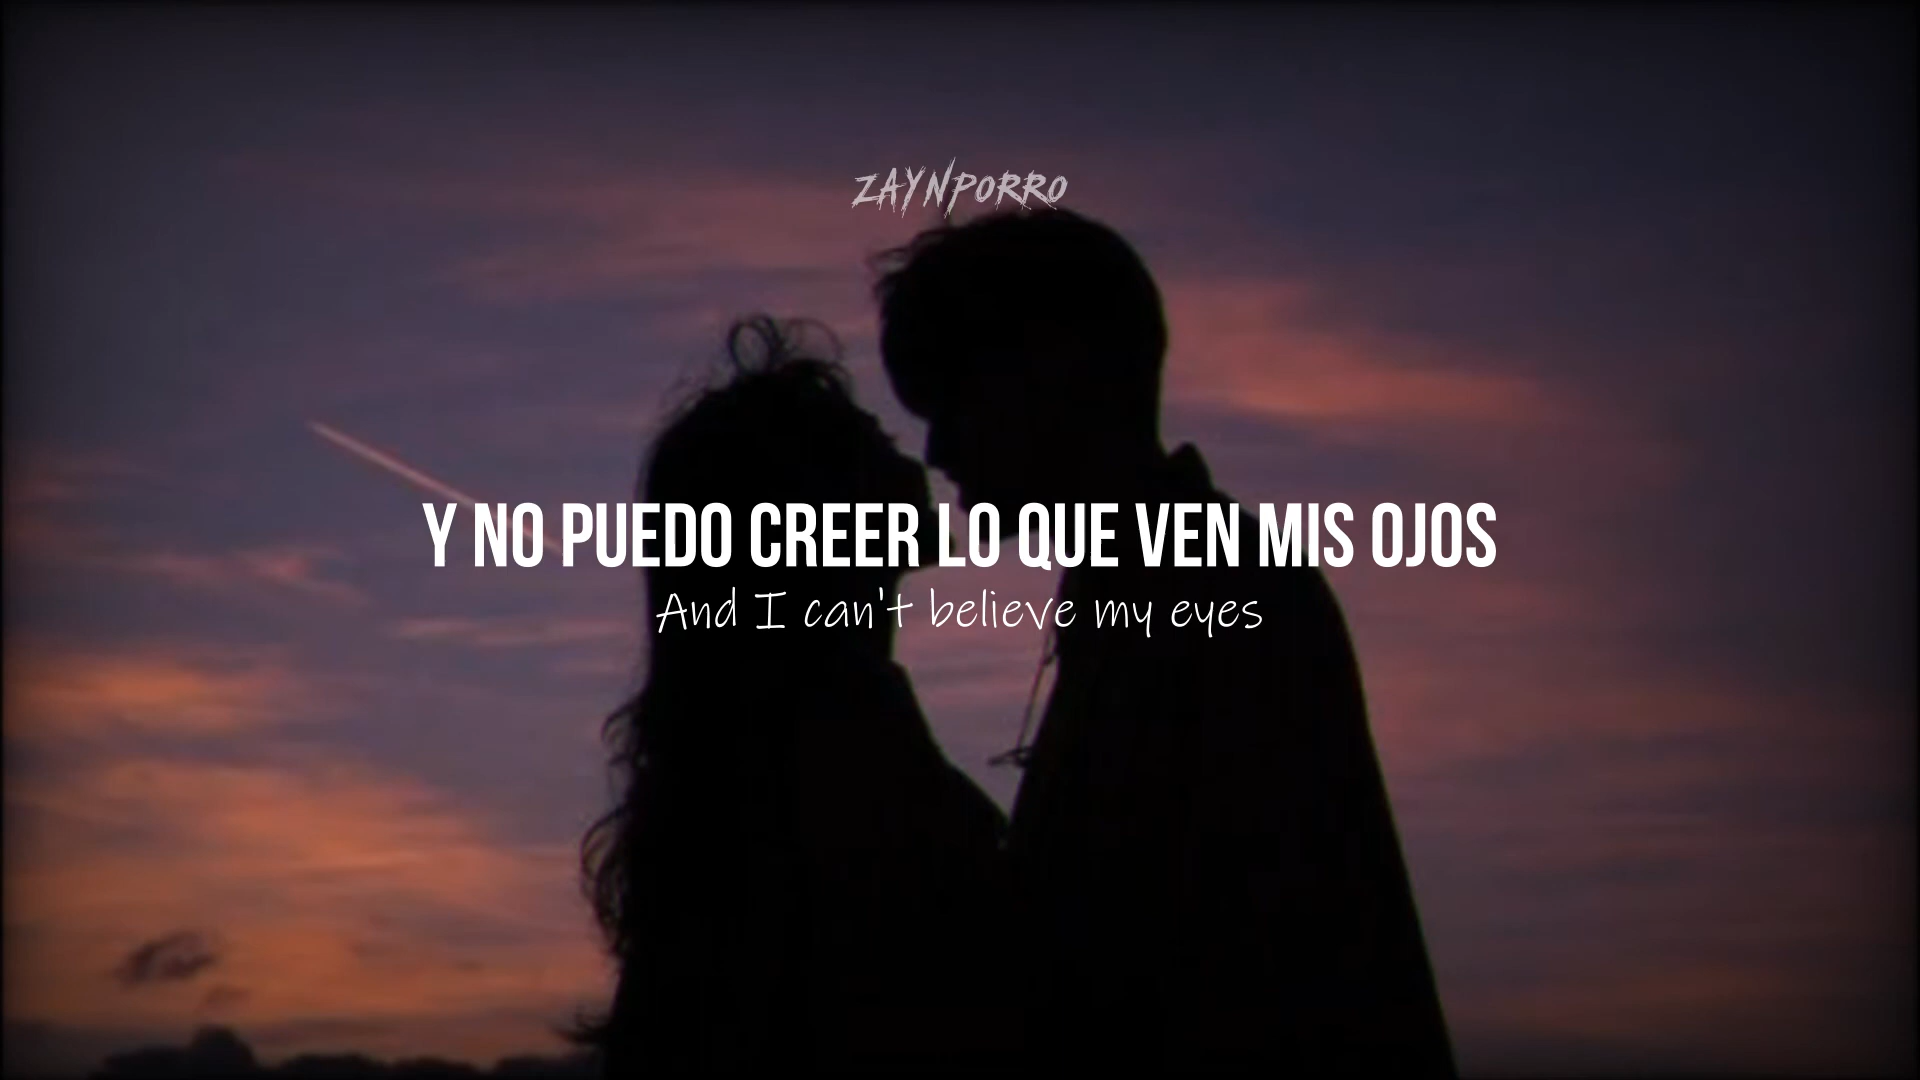 ZAYNPORRO
Y NO PUEDO CREER LO QUE VEN MIS OJOS
And I can't believe my eyes